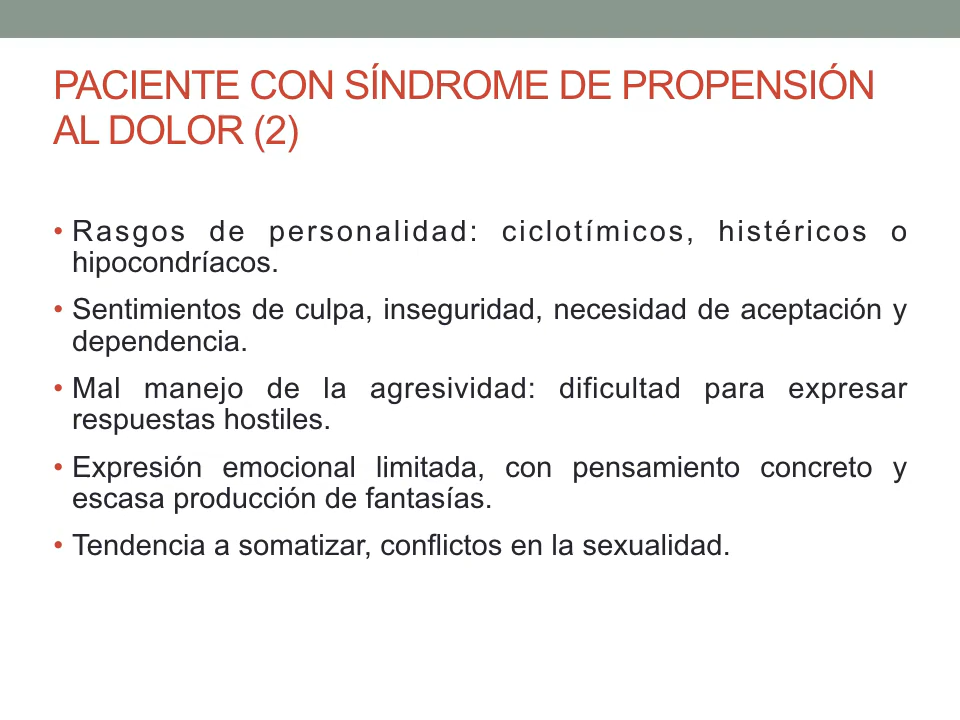 PACIENTE CON SÍNDROME DE PROPENSIÓN
AL DOLOR (2)
• Rasgos de personalidad: ciclotímicos, histéricos o
hipocondríacos.
• Sentimientos de culpa, inseguridad, necesidad de aceptación y
dependencia.
• Mal manejo de la agresividad: dificultad para expresar
respuestas hostiles.
• Expresión emocional limitada, con pensamiento concreto y
escasa producción de fantasías.
• Tendencia a somatizar, conflictos en la sexualidad.